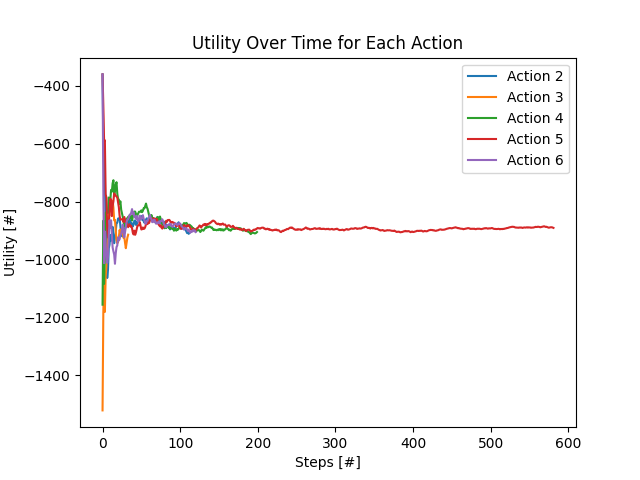 Utility Over Time for Each Action
Utility [#]
−400
−600
−800
−1000
−1200
−1400
0 100 200 300 400 500 600
Steps [#]
Action 2
Action 3
Action 4
Action 5
Action 6